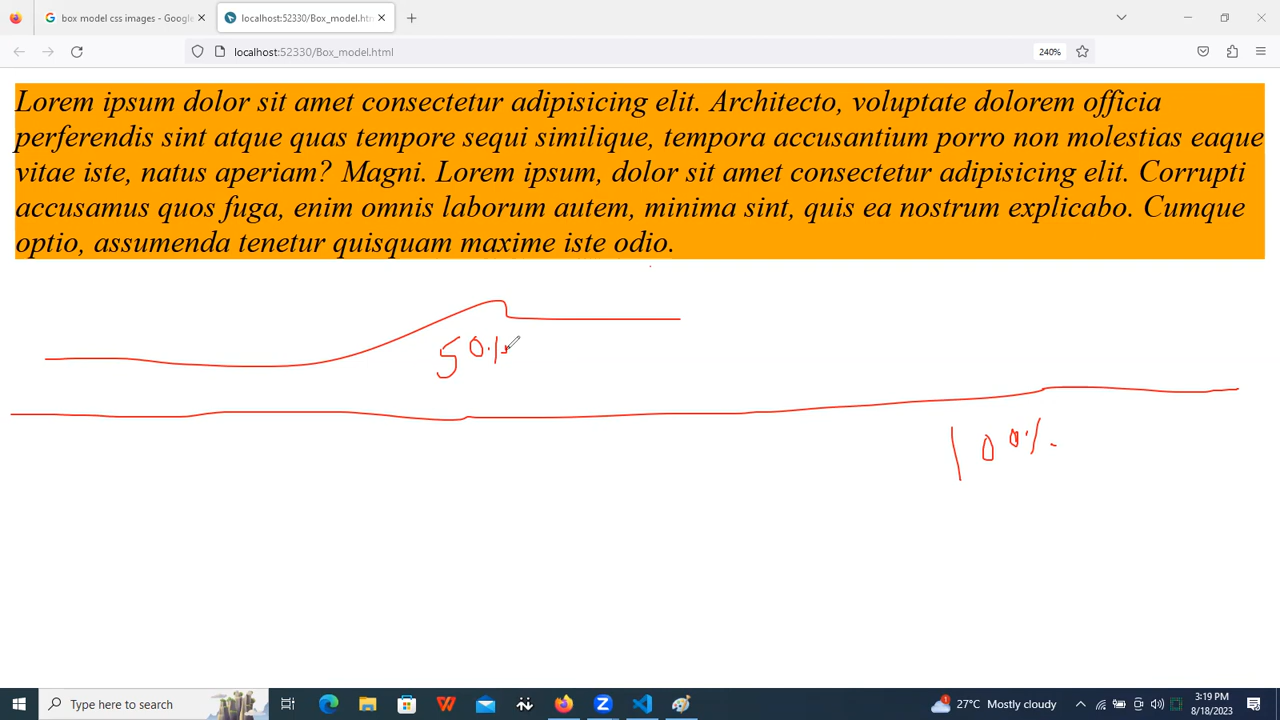 box model css images - Google
localhost:52330/Box_model.htm
localhost:52330/Box_model.html
240%
Lorem ipsum dolor sit amet consectetur adipisicing elit. Architecto, voluptate dolorem officia
perferendis sint atque quas tempore sequi similique, tempora accusantium porro non molestias eaque
vitae iste, natus aperiam? Magni. Lorem ipsum, dolor sit amet consectetur adipisicing elit. Corrupti
accusamus quos fuga, enim omnis laborum autem, minima sint, quis ea nostrum explicabo. Cumque
optio, assumenda tenetur quisquam maxime iste odio.
50%
100%
Type here to search
27°C Mostly cloudy
3:19 PM
8/18/2023